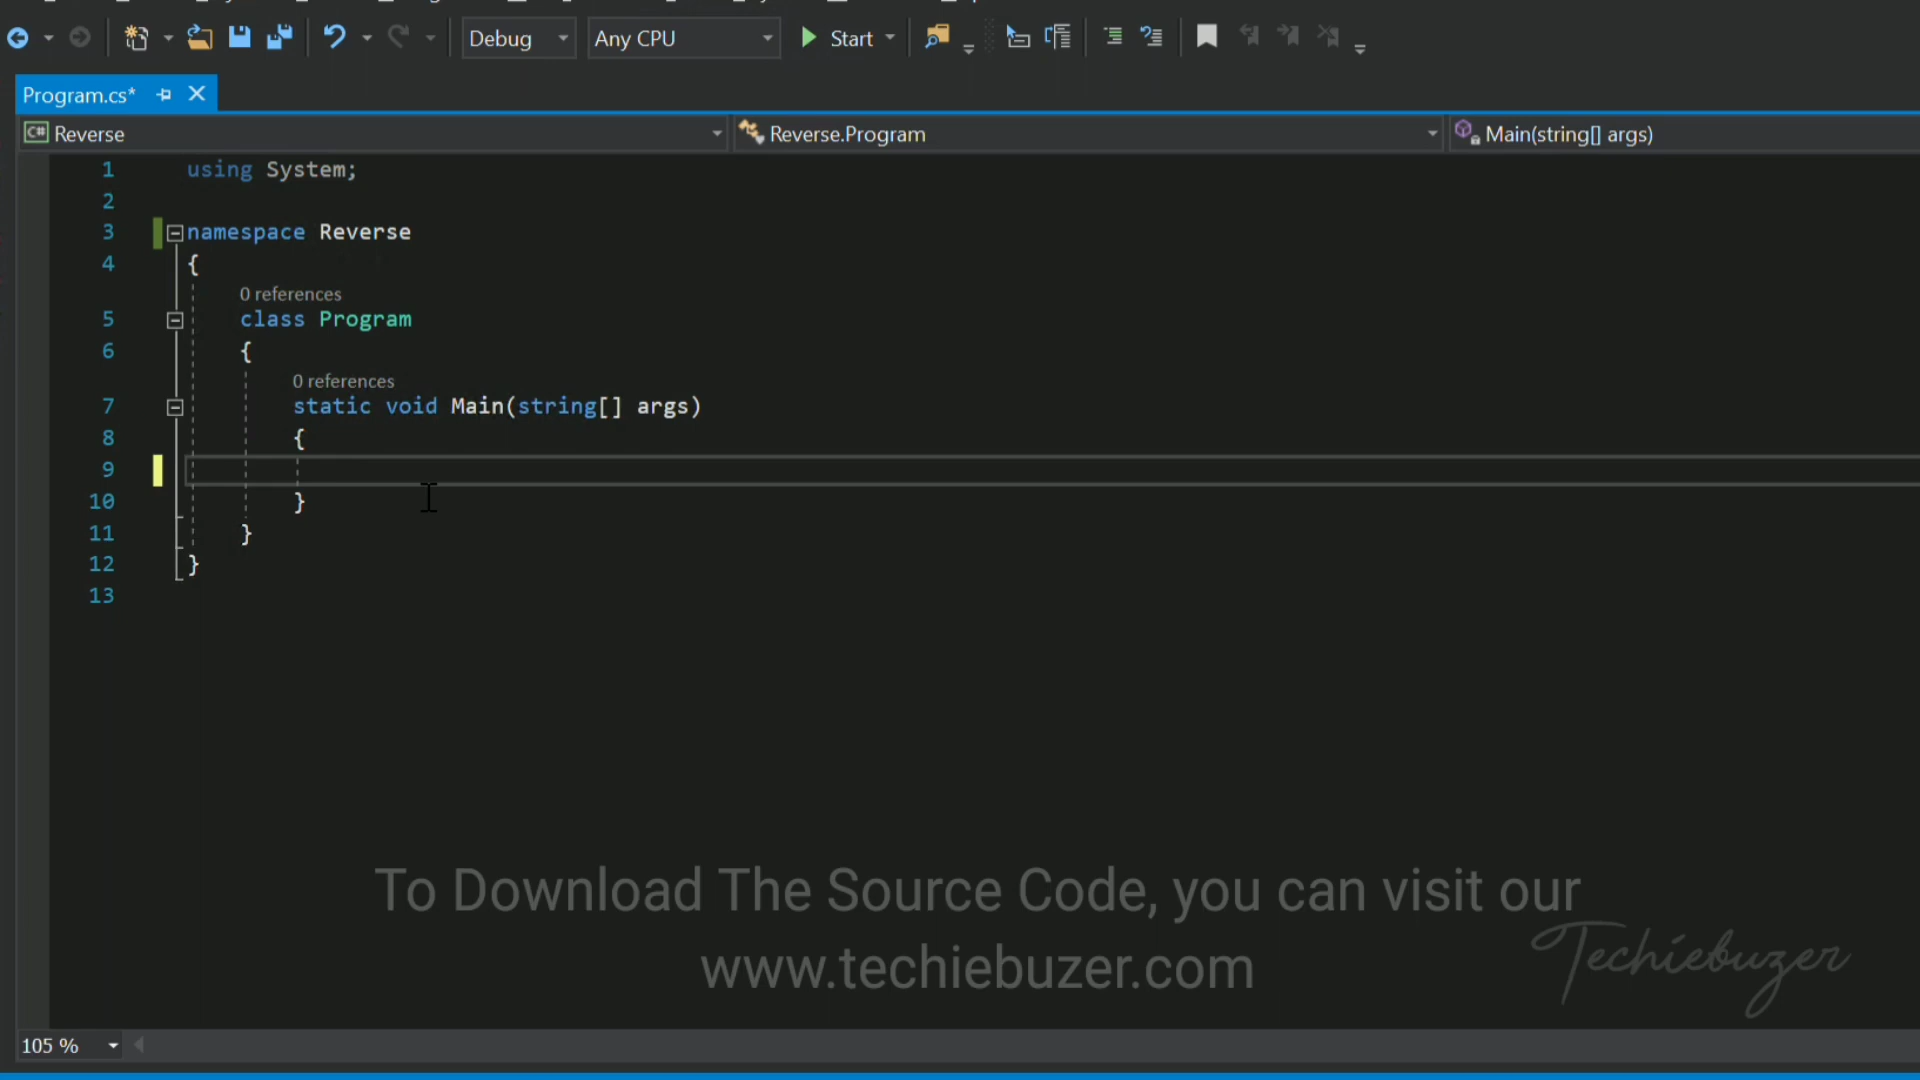 Debug Any CPU Start
Program.cs*
C# Reverse Reverse.Program Main(string[] args)
1 using System;
2
3 namespace Reverse
4 {
0 references
5 class Program
6 {
0 references
7 static void Main(string[] args)
8 {
9
10 }
11 }
12 }
13
To Download The Source Code, you can visit our
www.techiebuzer.com
Techiebuzer
105 %